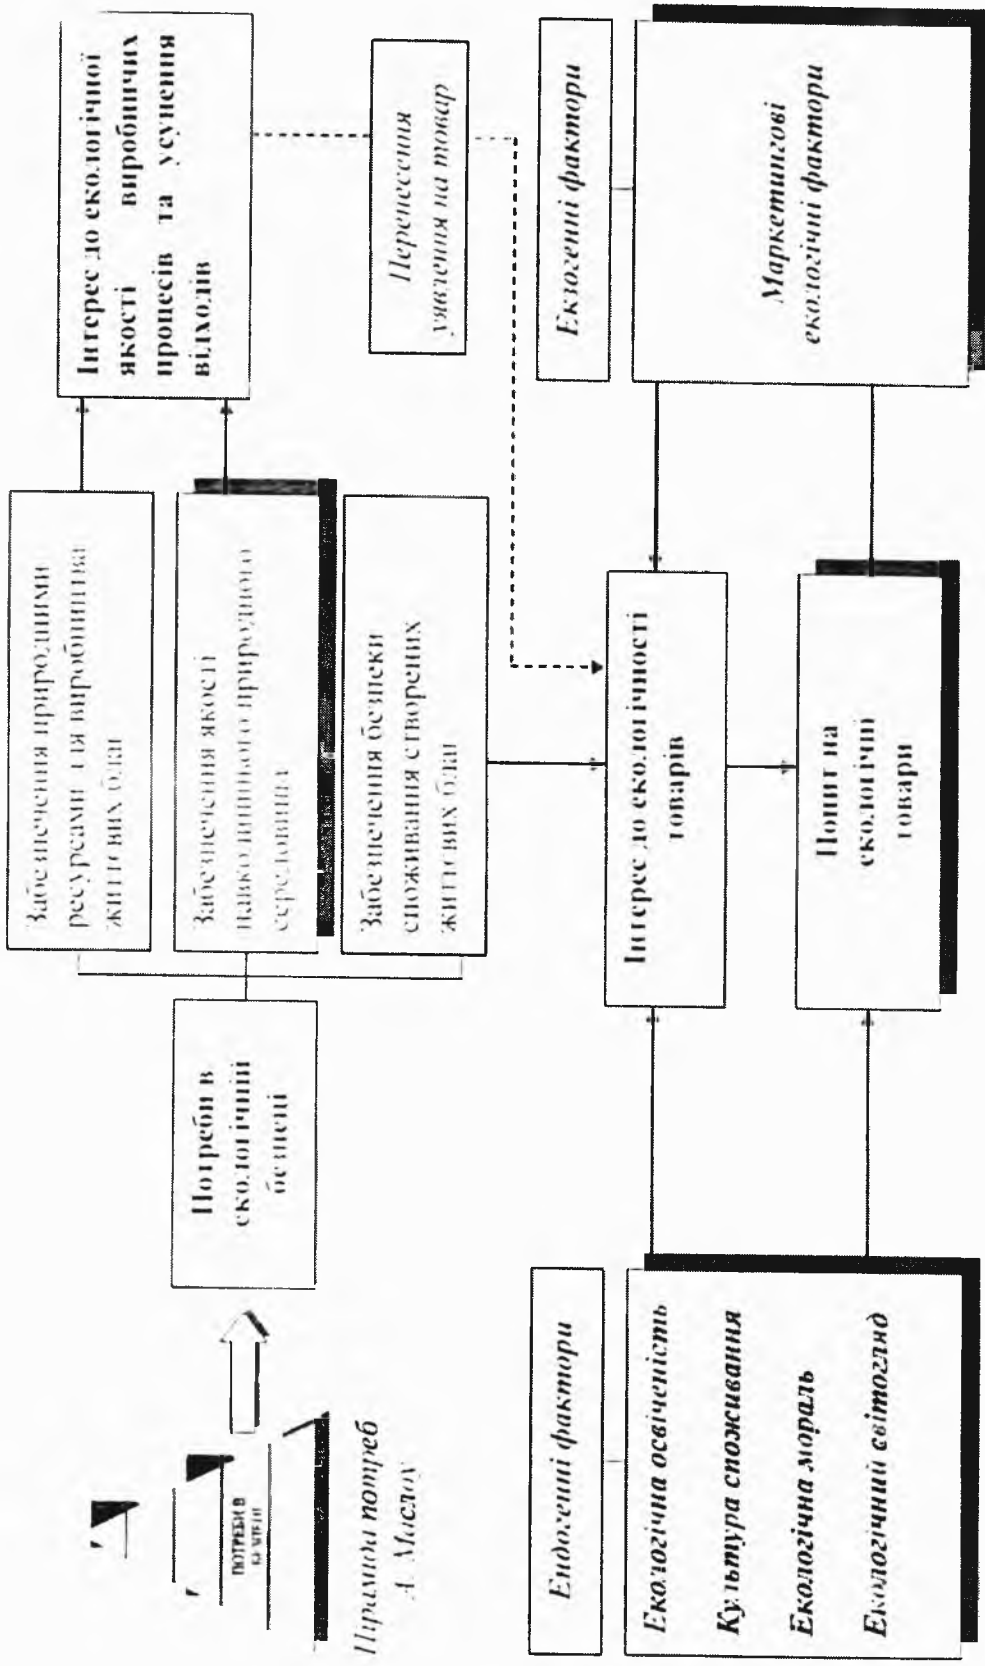 ПОТРЕБИ В
БЕЗПЕЦІ
Піраміда потреб
А. Маслоу
Потреби в
екологічній
безпеці
Забезпечення природними
ресурсами для виробництва
життєвих благ
Забезпечення якості
навколишнього природного
середовища
Забезпечення безпеки
споживання створених
життєвих благ
Інтерес до екологічної
якості виробничих
процесів та усунення
відходів
Перенесення
уявлення на товар
Ендогенні фактори
Екологічна освіченість
Культура споживання
Екологічна мораль
Екологічний світогляд
Інтерес до екологічності
товарів
Попит на
екологічні
товари
Екзогенні фактори
Маркетингові
екологічні фактори